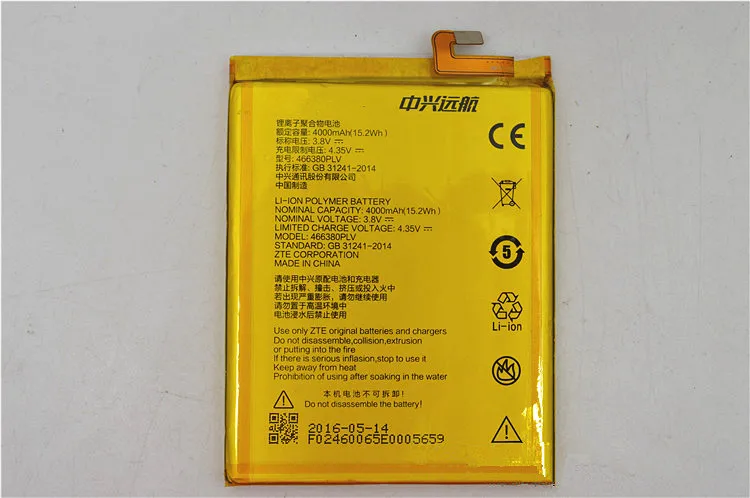 中兴远航
锂离子聚合物电池
额定容量: 4000mAh(15.2Wh)
标称电压: 3.8V ⎓
充电限制电压: 4.35V ⎓
型号: 466380PLV
执行标准: GB 31241-2014
中兴通讯股份有限公司
中国制造
CE
LI-ION POLYMER BATTERY
NOMINAL CAPACITY: 4000mAh(15.2Wh)
NOMINAL VOLTAGE: 3.8V ⎓
LIMITED CHARGE VOLTAGE: 4.35V ⎓
MODEL: 466380PLV
STANDARD: GB 31241-2014
ZTE CORPORATION
MADE IN CHINA
5
请使用中兴原配电池和充电器
禁止拆解、撞击、挤压或投入火中
若出现严重膨胀，请勿继续使用
请勿置于高温环境中
电池浸水后禁止使用
Li-ion
Use only ZTE original batteries and chargers
Do not disassemble,collision,extrusion
or putting into the fire
If there is serious inflasion,stop to use it
Keep away from heat
Prohibition of using after soaking in the water
本机电池不可拆卸!
Do not disassemble the battery!
2016-05-14
F02460065E0005659